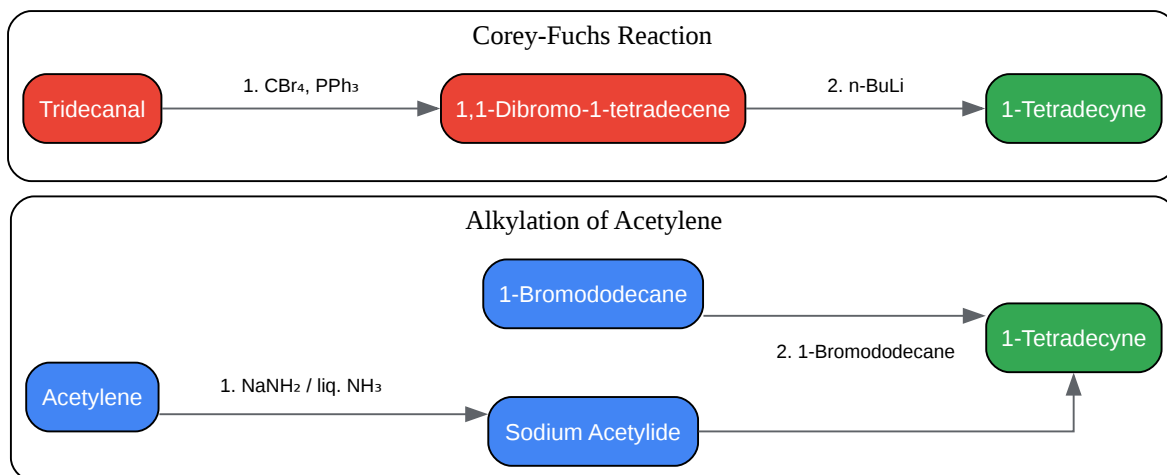 Corey-Fuchs Reaction
Tridecanal
1. CBr₄, PPh₃
1,1-Dibromo-1-tetradecene
2. n-BuLi
1-Tetradecyne
Alkylation of Acetylene
1-Bromododecane
1-Tetradecyne
2. 1-Bromododecane
Acetylene
1. NaNH₂ / liq. NH₃
Sodium Acetylide